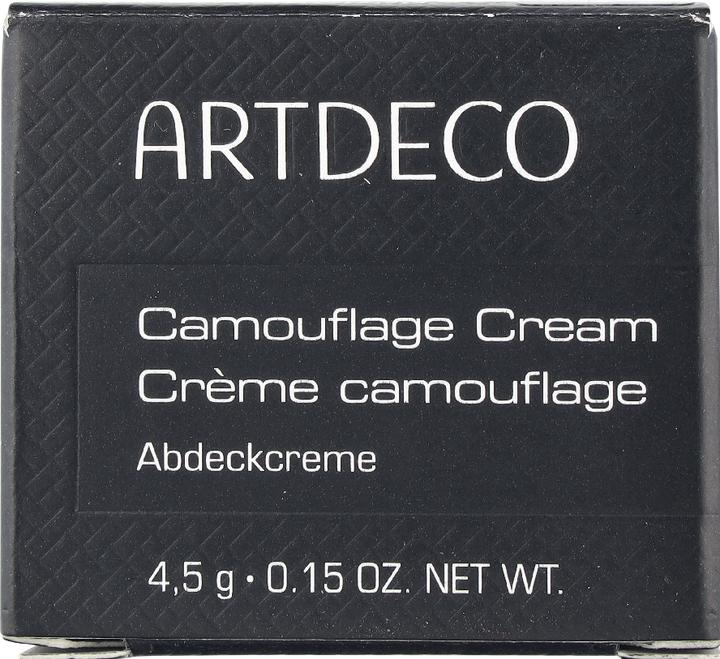 ARTDECO
Camouflage Cream
Crème camouflage
Abdeckcreme
4,5 g • 0.15 OZ. NET WT.